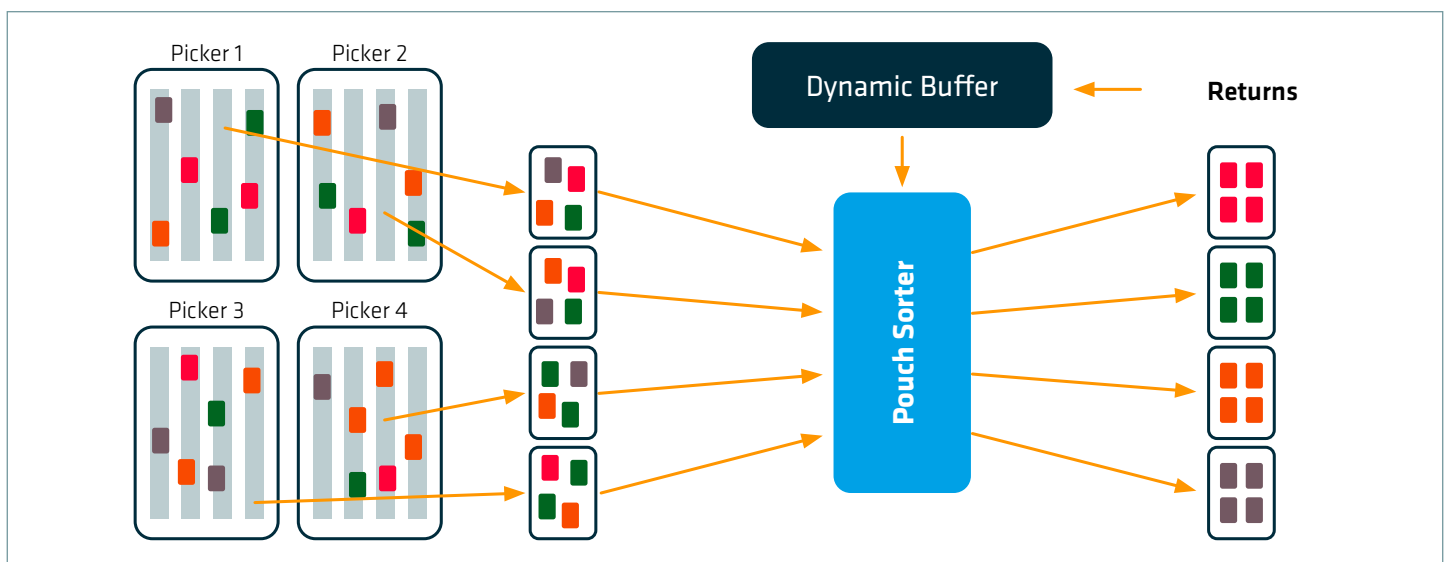 Picker 1
Picker 2
Dynamic Buffer
Returns
Picker 3
Picker 4
Pouch Sorter